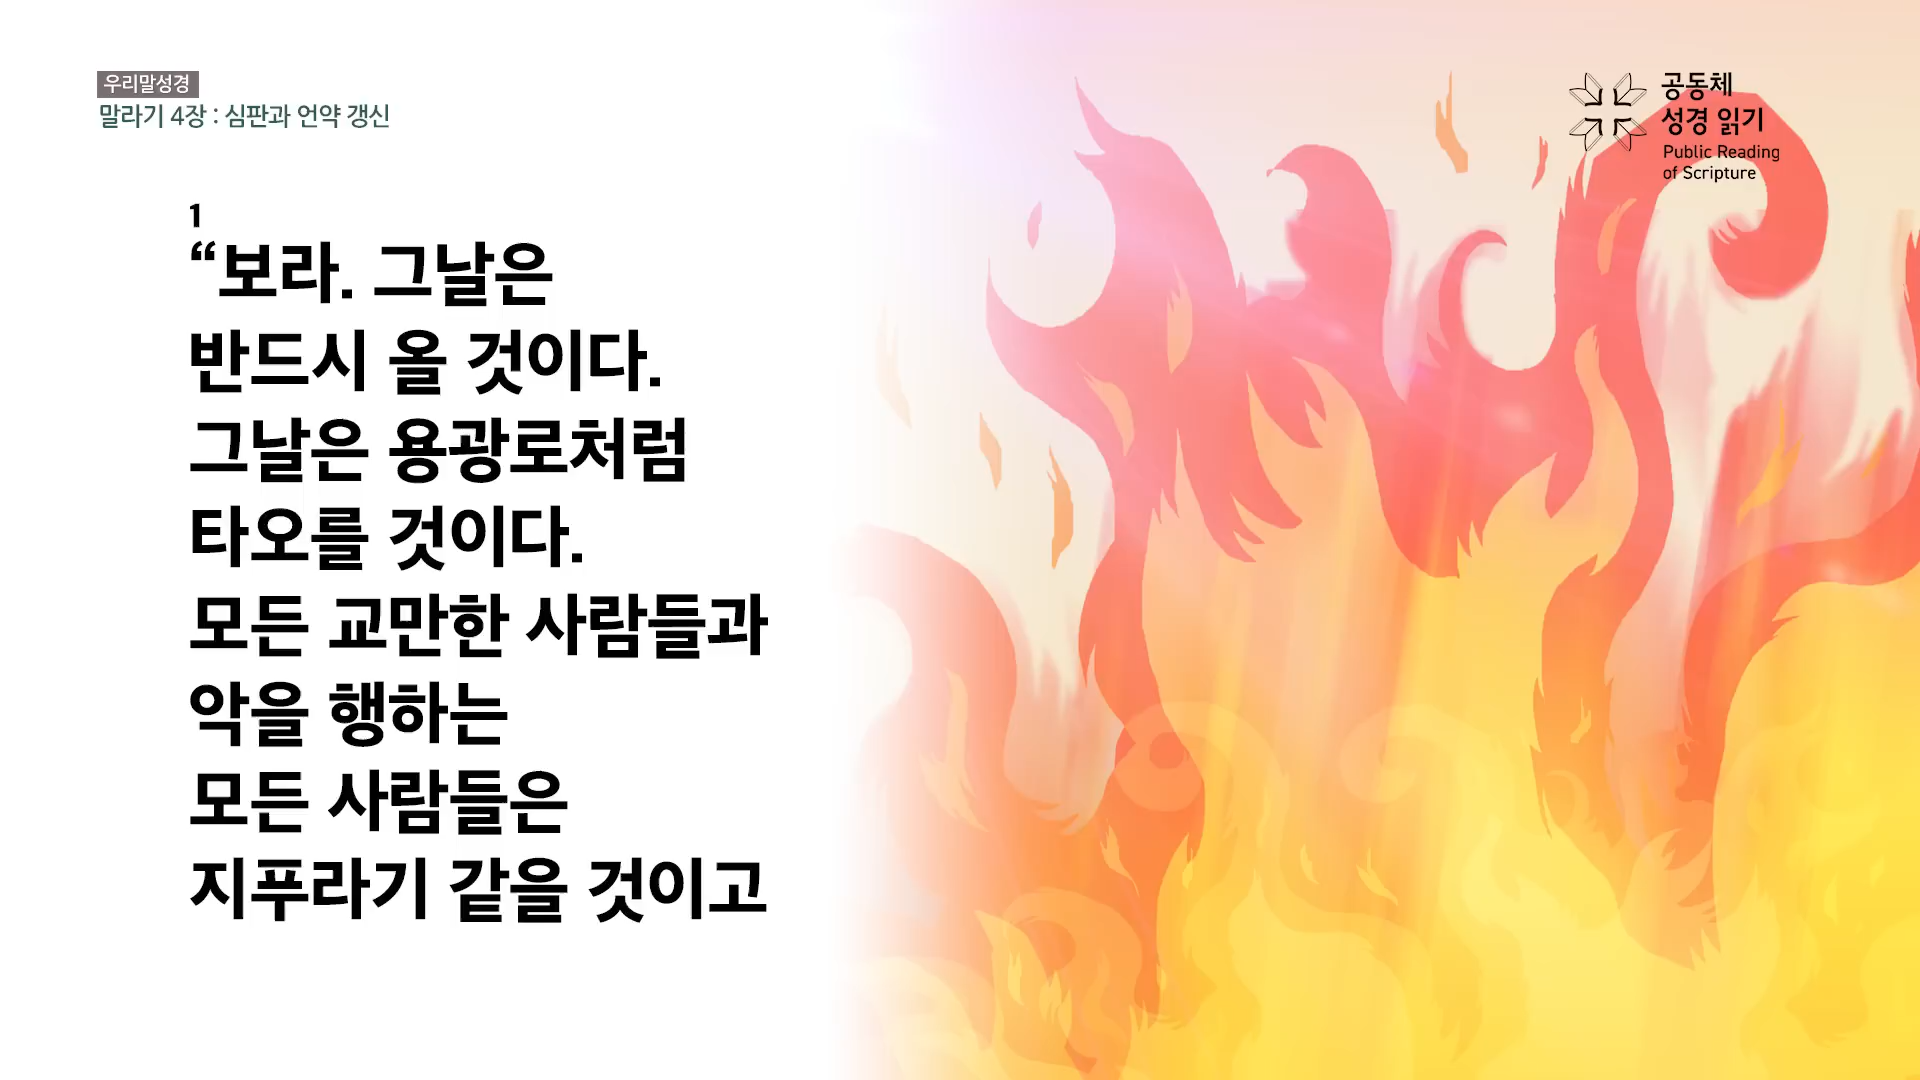 우리말성경
말라기 4장 : 심판과 언약 갱신
공동체
성경 읽기
Public Reading
of Scripture
1
“보라. 그날은
반드시 올 것이다.
그날은 용광로처럼
타오를 것이다.
모든 교만한 사람들과
악을 행하는
모든 사람들은
지푸라기 같을 것이고